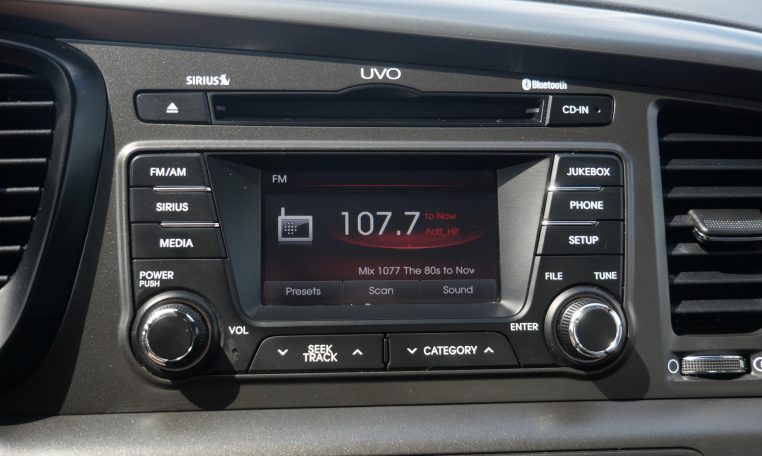 SIRIUS
UVO
Bluetooth
CD-IN
FM/AM
SIRIUS
MEDIA
FM
107.7
to Now
Adlt_Hit
Mix 1077 The 80s to Now
Presets
Scan
Sound
JUKEBOX
PHONE
SETUP
POWER
PUSH
VOL
SEEK
TRACK
CATEGORY
ENTER
FILE
TUNE